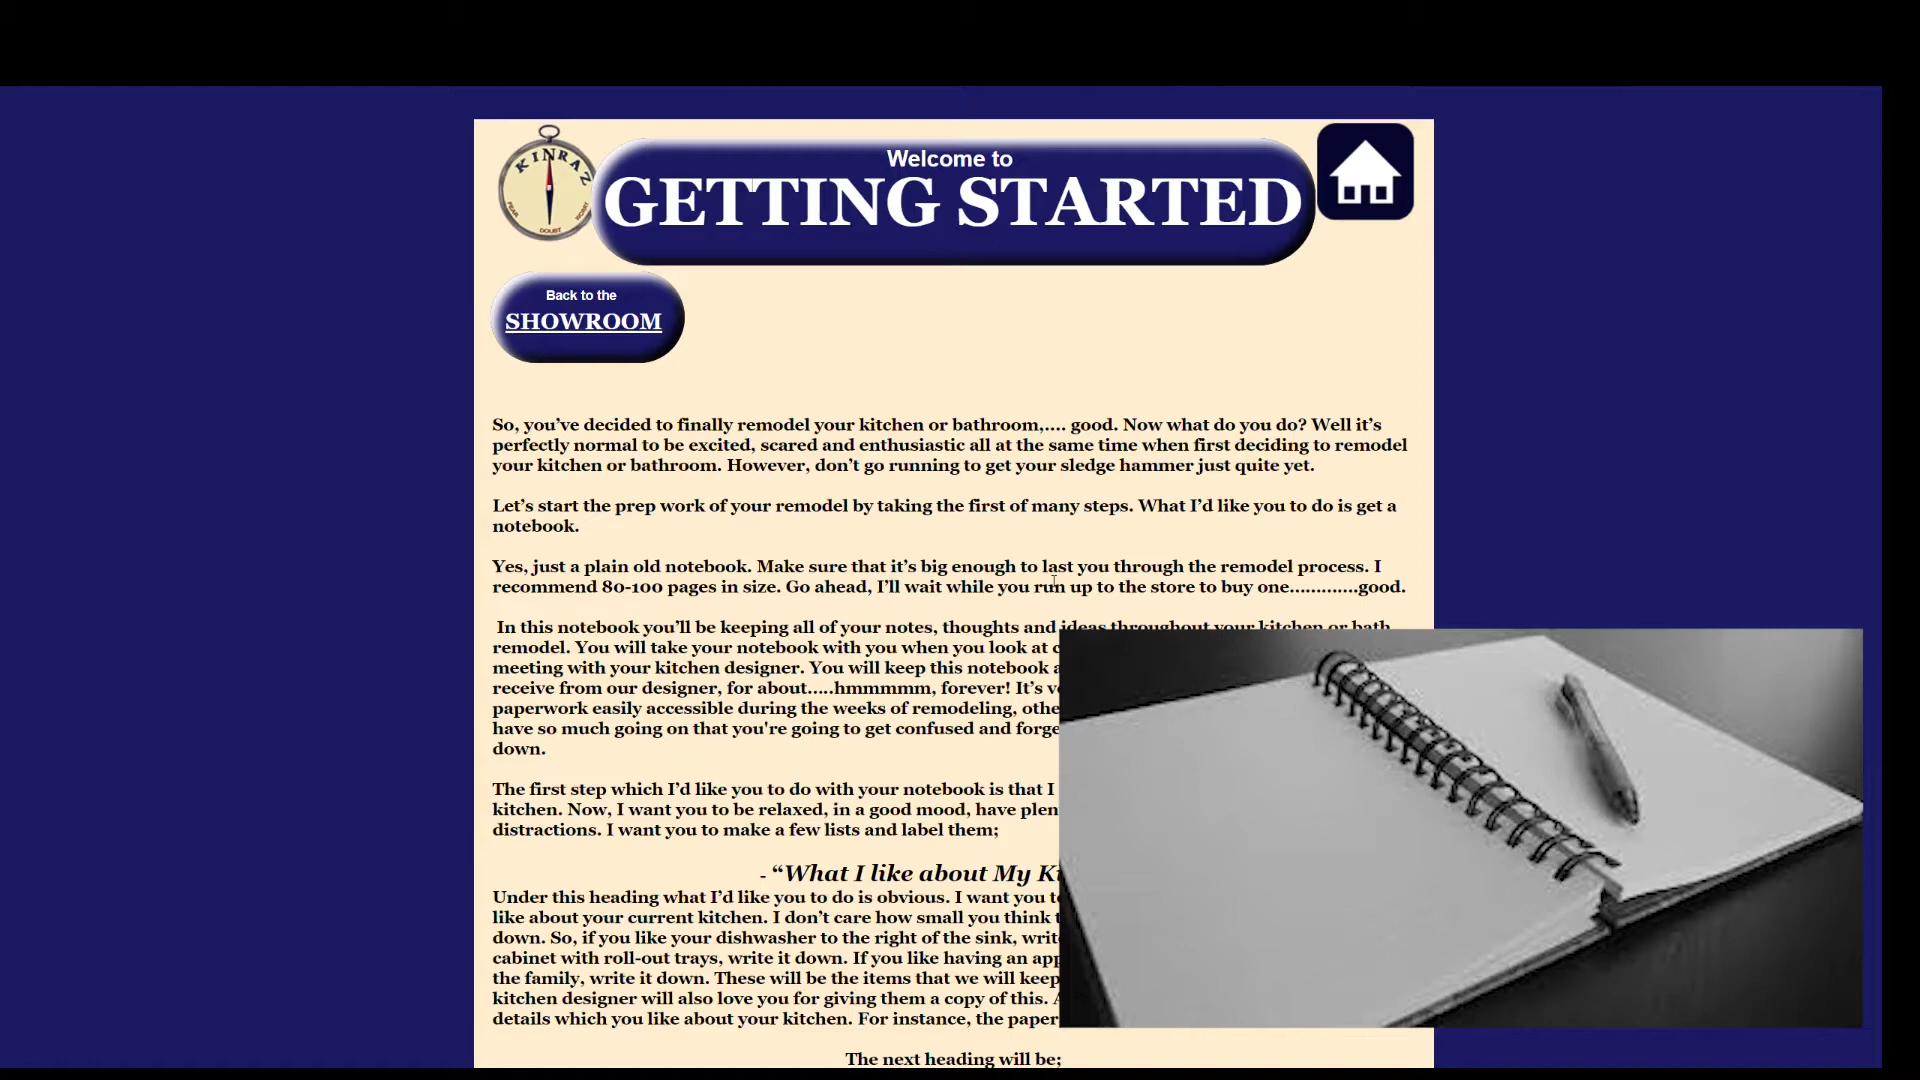 KINRAZ
FEAR
DOUBT
WORRY
Welcome to
GETTING STARTED
Back to the
SHOWROOM
So, you’ve decided to finally remodel your kitchen or bathroom,.... good. Now what do you do? Well it’s
perfectly normal to be excited, scared and enthusiastic all at the same time when first deciding to remodel
your kitchen or bathroom. However, don’t go running to get your sledge hammer just quite yet.
Let’s start the prep work of your remodel by taking the first of many steps. What I’d like you to do is get a
notebook.
Yes, just a plain old notebook. Make sure that it’s big enough to last you through the remodel process. I
recommend 80-100 pages in size. Go ahead, I’ll wait while you run up to the store to buy one.............good.
In this notebook you’ll be keeping all of your notes, thoughts and ideas throughout your kitchen or bath
remodel. You will take your notebook with you when you look at
meeting with your kitchen designer. You will keep this notebook
receive from our designer, for about.....hmmmmm, forever! It’s
paperwork easily accessible during the weeks of remodeling,
have so much going on that you're going to get confused and
down.
The first step which I’d like you to do with your notebook is that I
kitchen. Now, I want you to be relaxed, in a good mood, have
distractions. I want you to make a few lists and label them;
- “What I like about My
Under this heading what I’d like you to do is obvious. I want you
like about your current kitchen. I don’t care how small you think
down. So, if you like your dishwasher to the right of the sink,
cabinet with roll-out trays, write it down. If you like having an
the family, write it down. These will be the items that we will keep
kitchen designer will also love you for giving them a copy of this.
details which you like about your kitchen. For instance, the paper
The next heading will be;